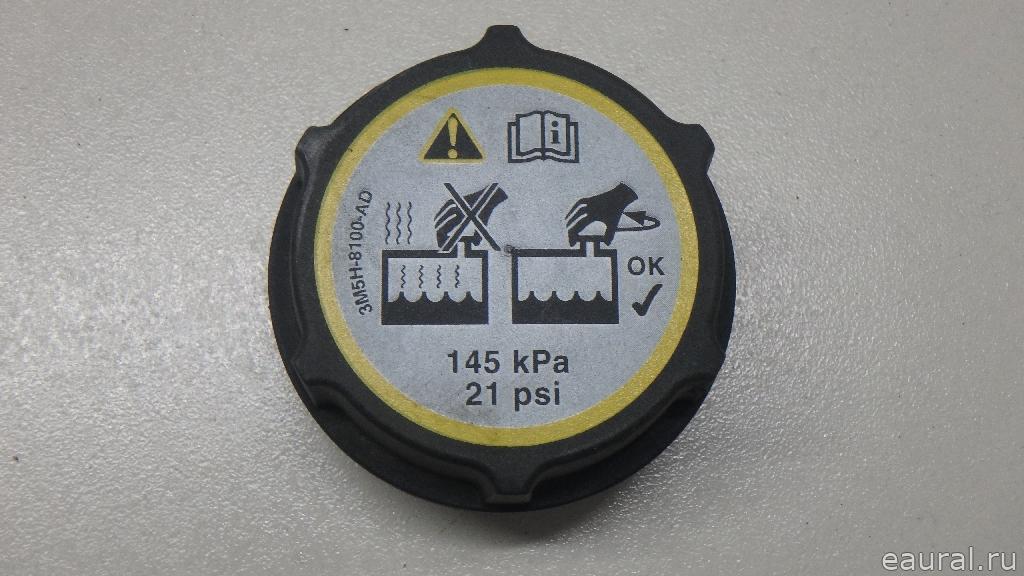 3M5H-8100-AD
OK
145 kPa
21 psi
eaural.ru